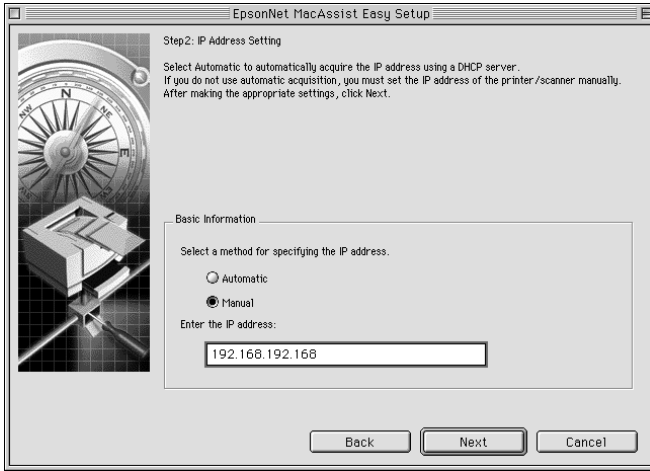 EpsonNet MacAssist Easy Setup
Step2: IP Address Setting
Select Automatic to automatically acquire the IP address using a DHCP server.
If you do not use automatic acquisition, you must set the IP address of the printer/scanner manually.
After making the appropriate settings, click Next.
N
NE
E
NW
Basic Information
Select a method for specifying the IP address.
Automatic
Manual
Enter the IP address:
192.168.192.168
Back
Next
Cancel